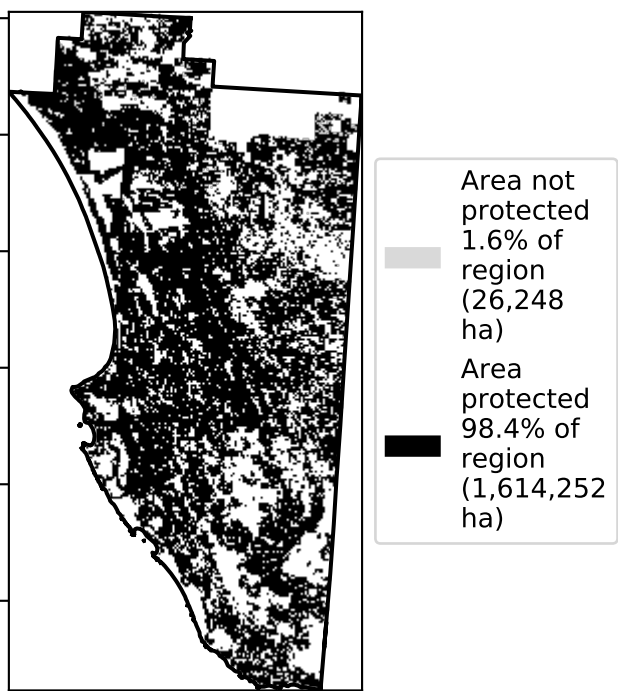 Area not
protected
1.6% of
region
(26,248
ha)
Area
protected
98.4% of
region
(1,614,252
ha)